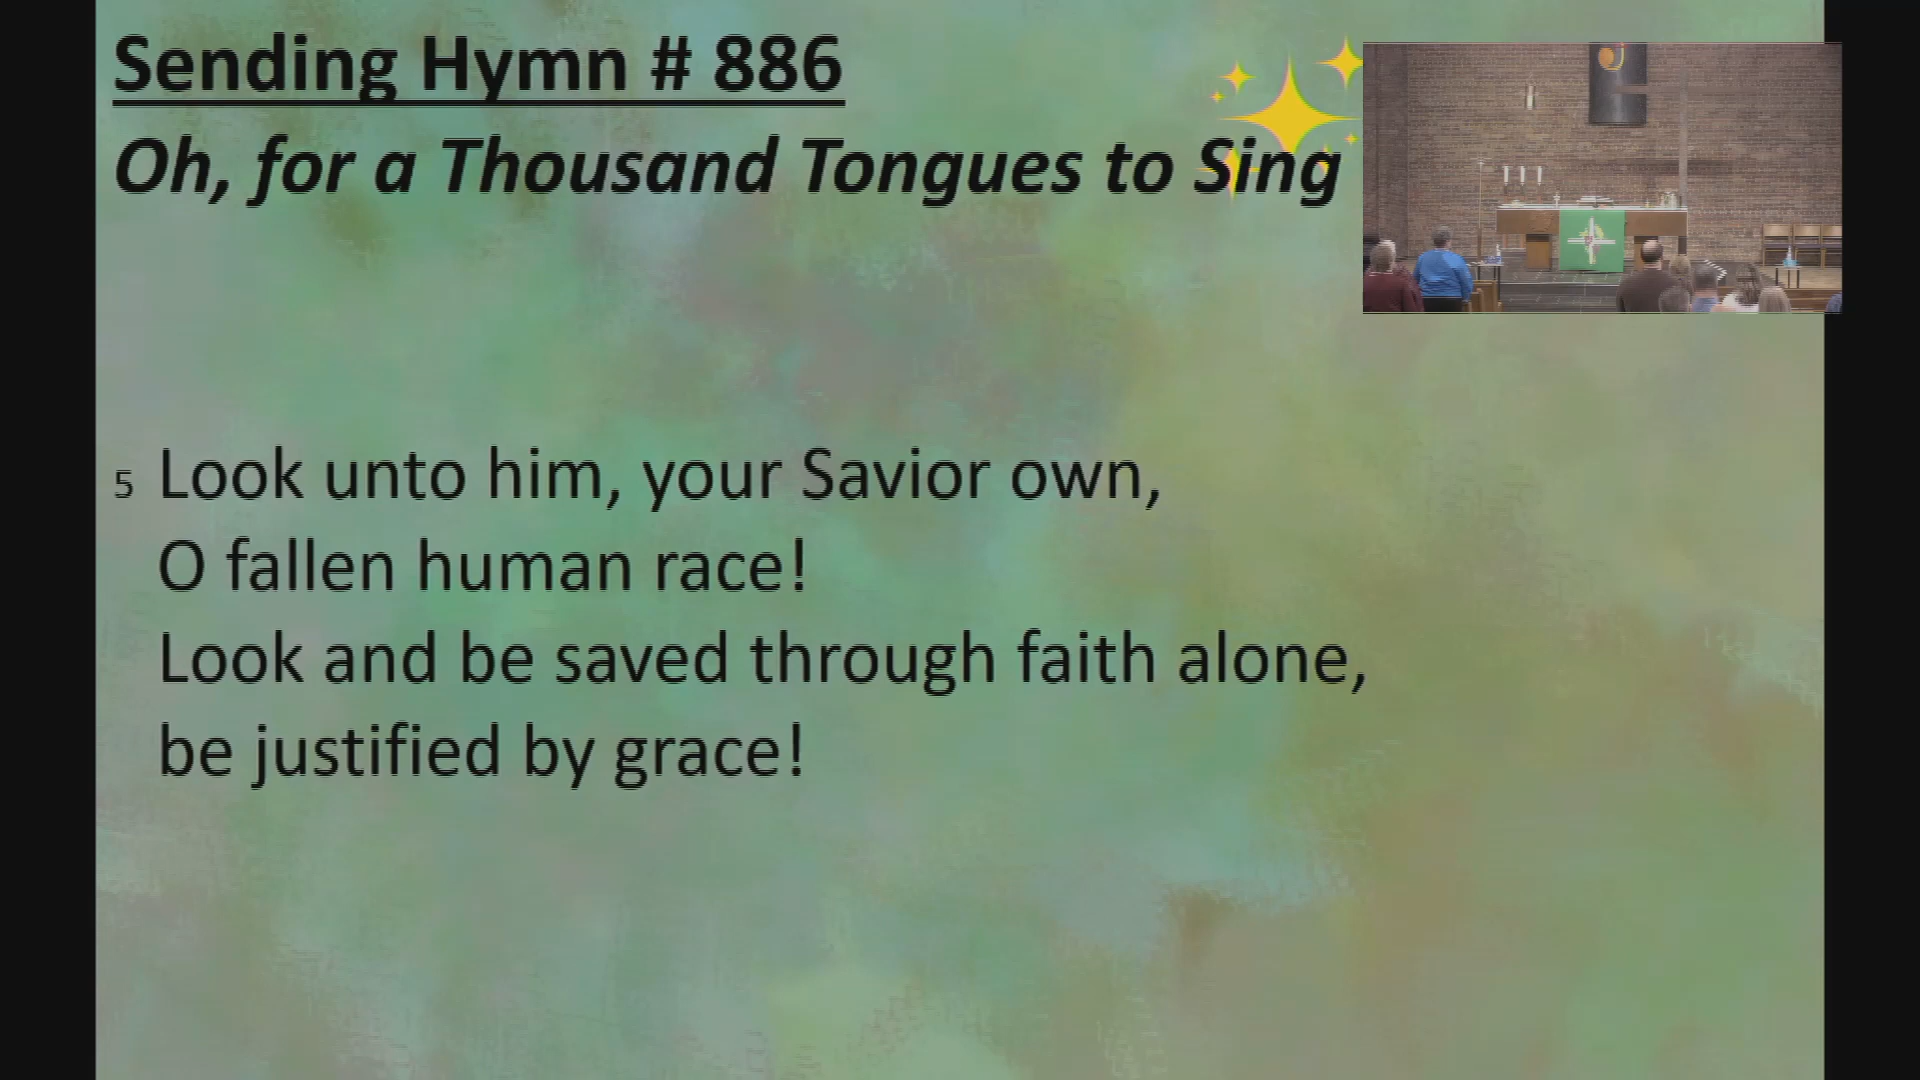 Sending Hymn # 886
Oh, for a Thousand Tongues to Sing
5 Look unto him, your Savior own,
O fallen human race!
Look and be saved through faith alone,
be justified by grace!